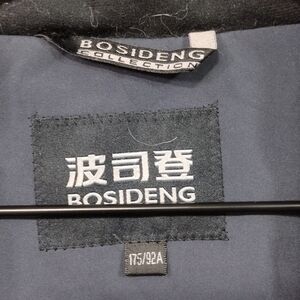 BOSIDENG
COLLECTION
波司登
BOSIDENG
175/92A